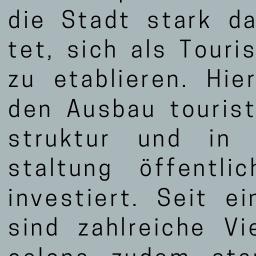 die Stadt stark da
tet, sich als Touris
zu etablieren. Hier
den Ausbau tourist
struktur und in
staltung öffentlich
investiert. Seit ein
sind zahlreiche Vie